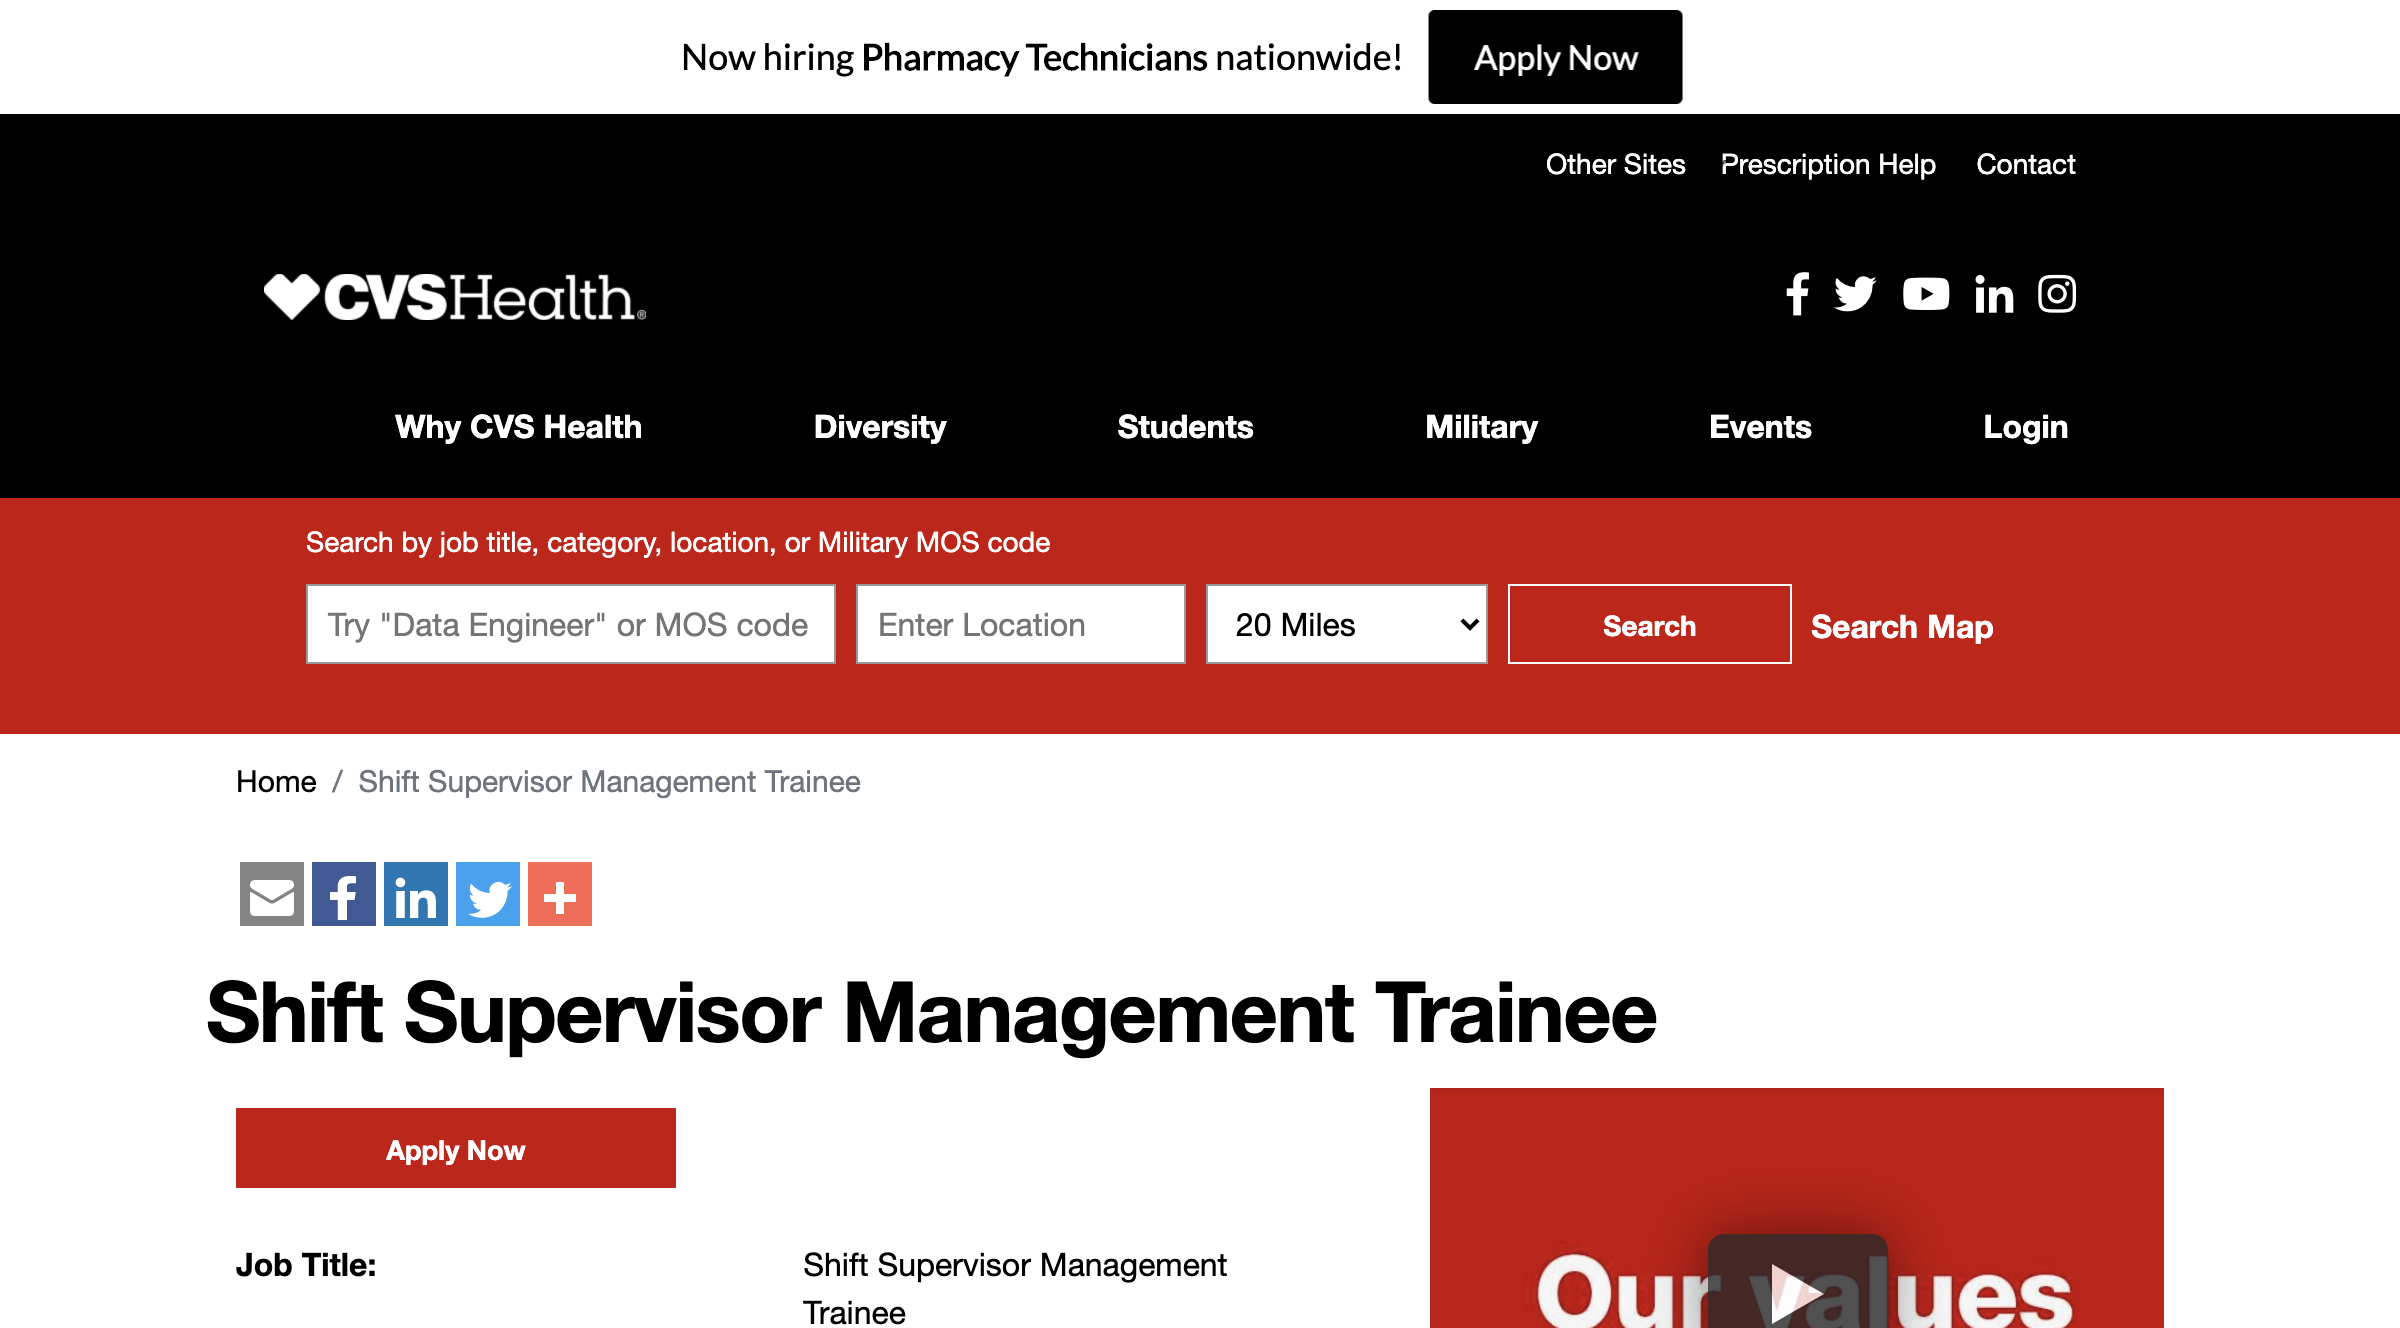 Now hiring Pharmacy Technicians nationwide! Apply Now
Other Sites Prescription Help Contact
CVSHealth®
Why CVS Health Diversity Students Military Events Login
Search by job title, category, location, or Military MOS code
Try "Data Engineer" or MOS code Enter Location 20 Miles Search Search Map
Home / Shift Supervisor Management Trainee
Shift Supervisor Management Trainee
Apply Now
Job Title: Shift Supervisor Management
Trainee
Our values